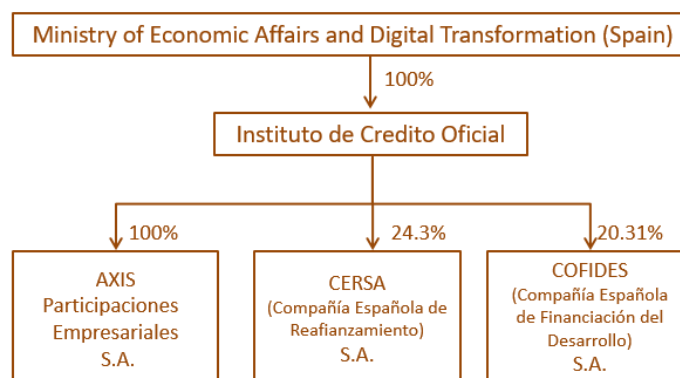 Ministry of Economic Affairs and Digital Transformation (Spain)
100%
Instituto de Credito Oficial
100%
24.3%
20.31%
AXIS
Participaciones
Empresariales
S.A.
CERSA
(Compañía Española de
Reafianzamiento)
S.A.
COFIDES
(Compañía Española
de Financiación del
Desarrollo)
S.A.